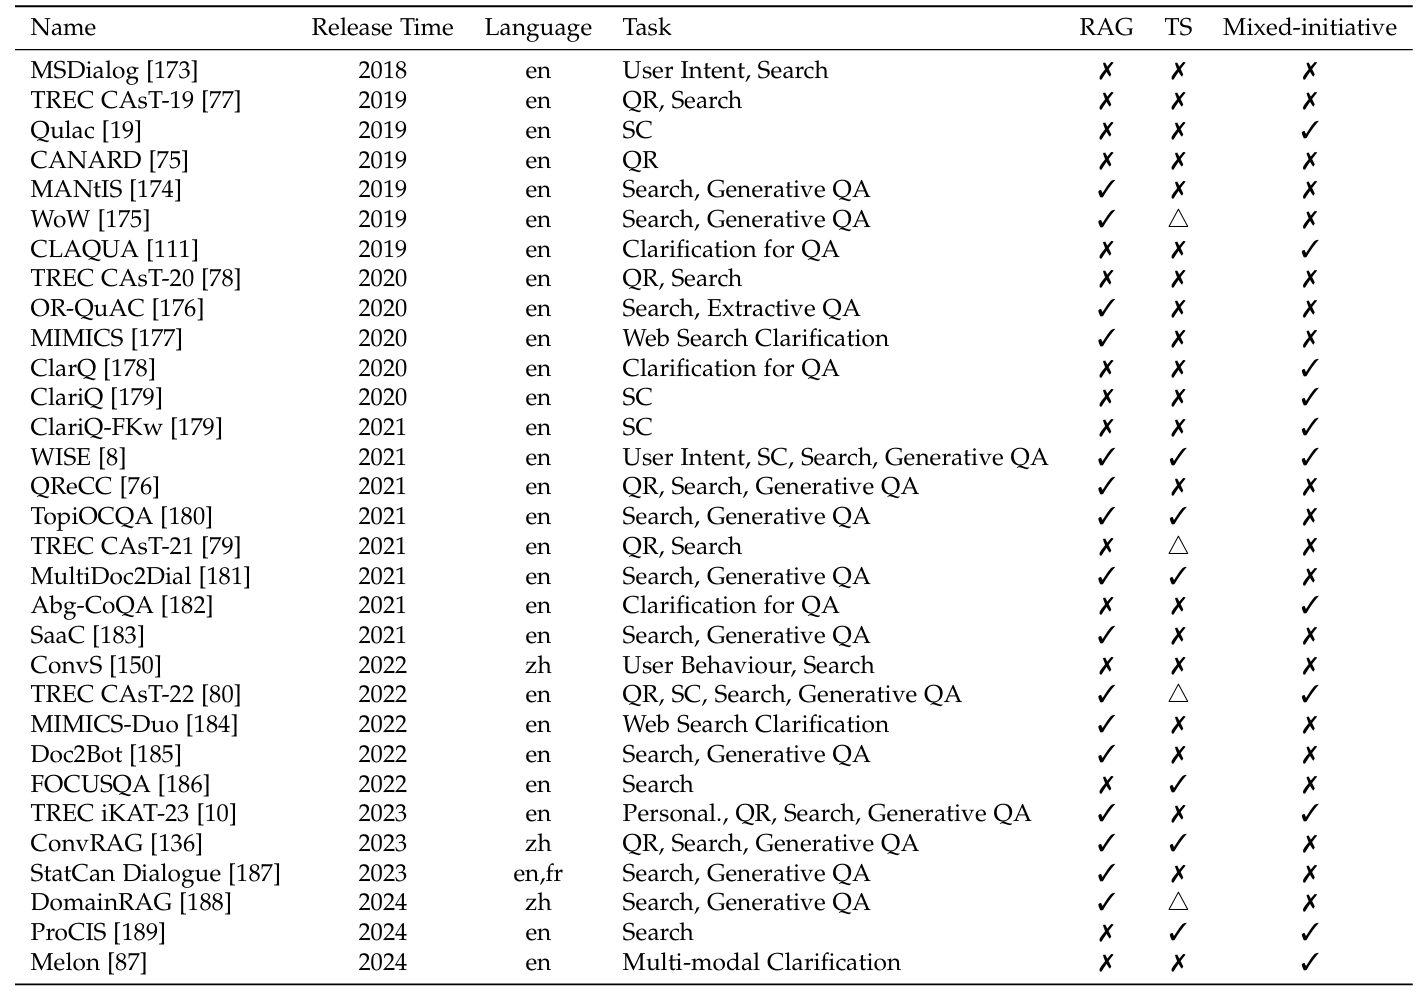 Name Release Time Language Task RAG TS Mixed-initiative
MSDialog [173] 2018 en User Intent, Search ✗ ✗ ✗
TREC CAsT-19 [77] 2019 en QR, Search ✗ ✗ ✗
Qulac [19] 2019 en SC ✗ ✗ ✓
CANARD [75] 2019 en QR ✗ ✗ ✗
MANtIS [174] 2019 en Search, Generative QA ✓ ✗ ✗
WoW [175] 2019 en Search, Generative QA ✓ △ ✗
CLAQUA [111] 2019 en Clarification for QA ✗ ✗ ✓
TREC CAsT-20 [78] 2020 en QR, Search ✗ ✗ ✗
OR-QuAC [176] 2020 en Search, Extractive QA ✓ ✗ ✗
MIMICS [177] 2020 en Web Search Clarification ✓ ✗ ✗
ClarQ [178] 2020 en Clarification for QA ✗ ✗ ✓
ClariQ [179] 2020 en SC ✗ ✗ ✓
ClariQ-FKw [179] 2021 en SC ✗ ✗ ✓
WISE [8] 2021 en User Intent, SC, Search, Generative QA ✓ ✓ ✓
QReCC [76] 2021 en QR, Search, Generative QA ✓ ✗ ✗
TopiOCQA [180] 2021 en Search, Generative QA ✓ ✓ ✗
TREC CAsT-21 [79] 2021 en QR, Search ✗ △ ✗
MultiDoc2Dial [181] 2021 en Search, Generative QA ✓ ✓ ✗
Abg-CoQA [182] 2021 en Clarification for QA ✗ ✗ ✓
SaaC [183] 2021 en Search, Generative QA ✓ ✗ ✗
ConvS [150] 2022 zh User Behaviour, Search ✗ ✗ ✗
TREC CAsT-22 [80] 2022 en QR, SC, Search, Generative QA ✓ △ ✓
MIMICS-Duo [184] 2022 en Web Search Clarification ✓ ✗ ✗
Doc2Bot [185] 2022 en Search, Generative QA ✓ ✗ ✗
FOCUSQA [186] 2022 en Search ✗ ✓ ✗
TREC iKAT-23 [10] 2023 en Personal., QR, Search, Generative QA ✓ ✗ ✓
ConvRAG [136] 2023 zh QR, Search, Generative QA ✓ ✓ ✗
StatCan Dialogue [187] 2023 en,fr Search, Generative QA ✓ ✗ ✗
DomainRAG [188] 2024 zh Search, Generative QA ✓ △ ✗
ProCIS [189] 2024 en Search ✗ ✓ ✓
Melon [87] 2024 en Multi-modal Clarification ✗ ✗ ✓